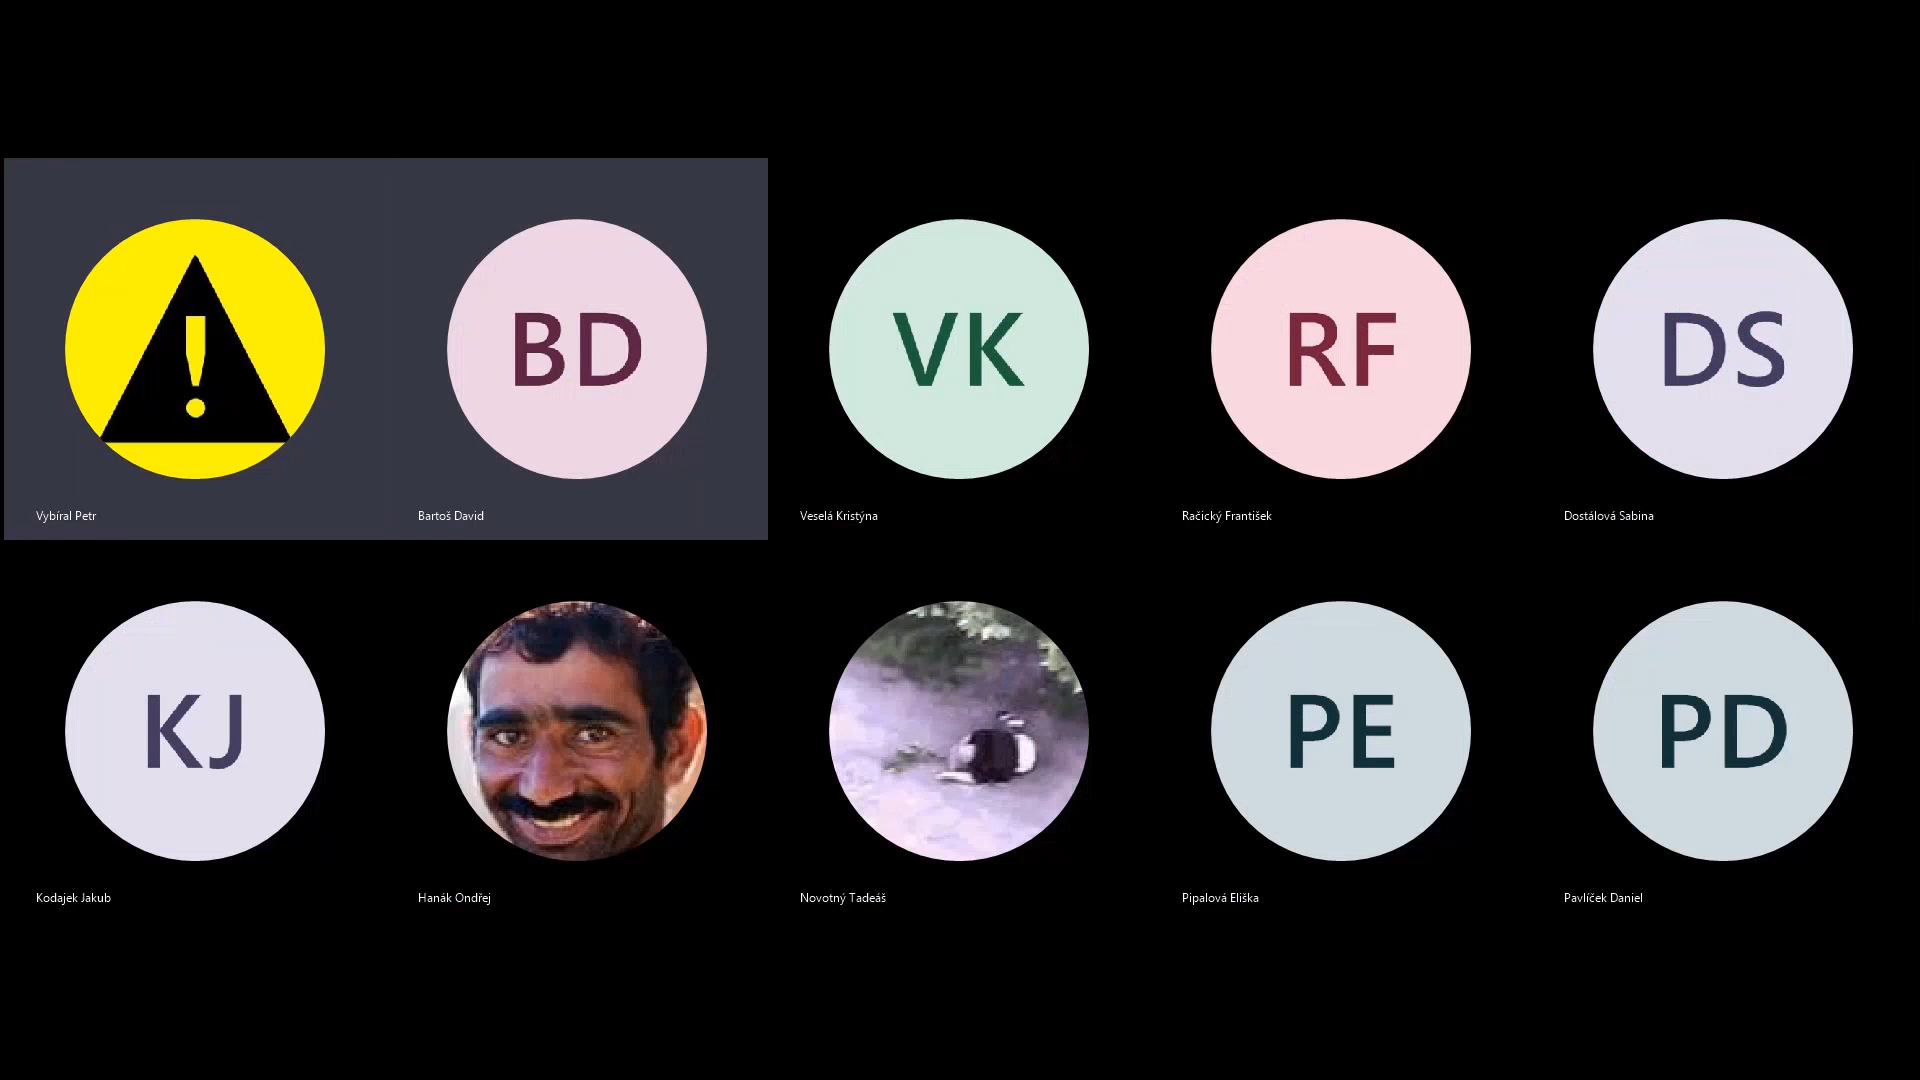 !
BD
VK
RF
DS
Vybíral Petr
Bartoš David
Veselá Kristýna
Račický František
Dostálová Sabina
KJ
PE
PD
Kodajek Jakub
Hanák Ondřej
Novotný Tadeáš
Pipalová Eliška
Pavlíček Daniel